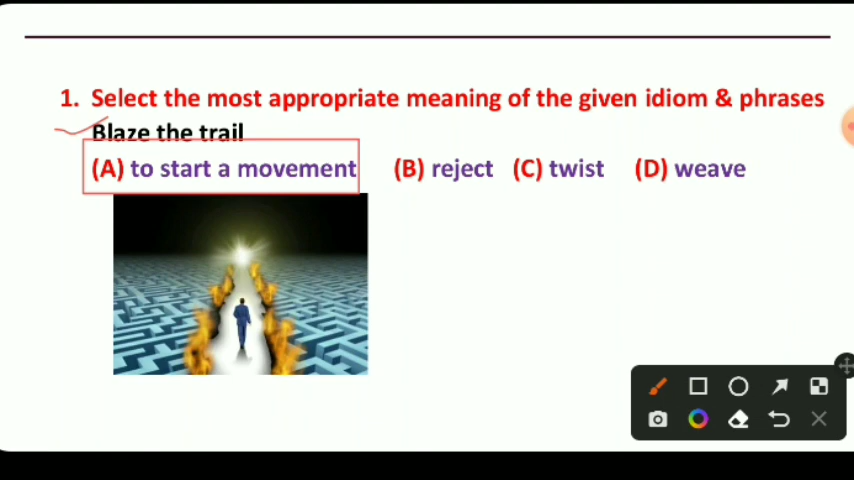 1. Select the most appropriate meaning of the given idiom & phrases
Blaze the trail
(A) to start a movement (B) reject (C) twist (D) weave